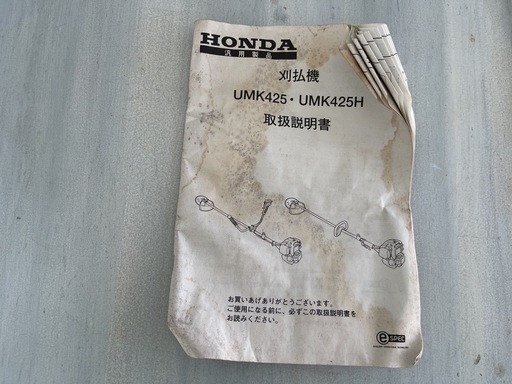 HONDA
汎用製品
刈払機
UMK425・UMK425H
取扱説明書
お買いあげありがとうございます。
ご使用になる前に、必ずこの取扱説明書を
お読みください。
e SPEC